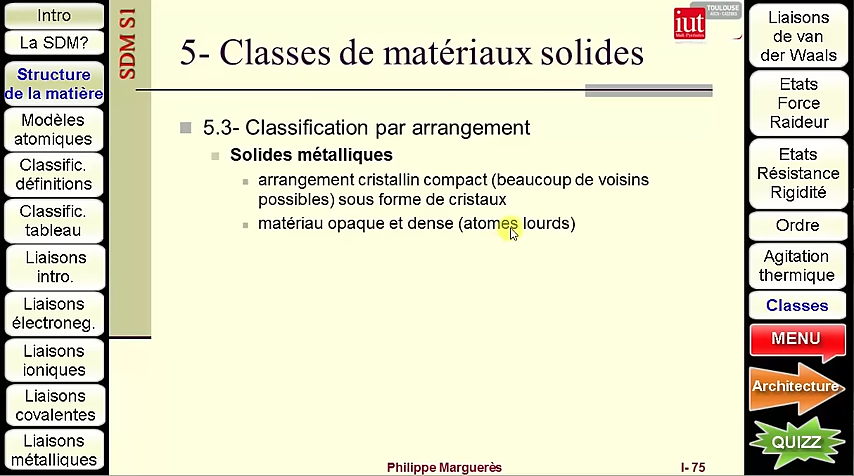 Intro
La SDM?
Structure
de la matière
Modèles
atomiques
Classific.
définitions
Classific.
tableau
Liaisons
intro.
Liaisons
électroneg.
Liaisons
ioniques
Liaisons
covalentes
Liaisons
métalliques
SDM S1
iut
TOULOUSE
5- Classes de matériaux solides
5.3- Classification par arrangement
Solides métalliques
arrangement cristallin compact (beaucoup de voisins
possibles) sous forme de cristaux
matériau opaque et dense (atomes lourds)
Philippe Marguerès
I- 75
Liaisons
de van
der Waals
Etats
Force
Raideur
Etats
Résistance
Rigidité
Ordre
Agitation
thermique
Classes
MENU
Architecture
QUIZZ